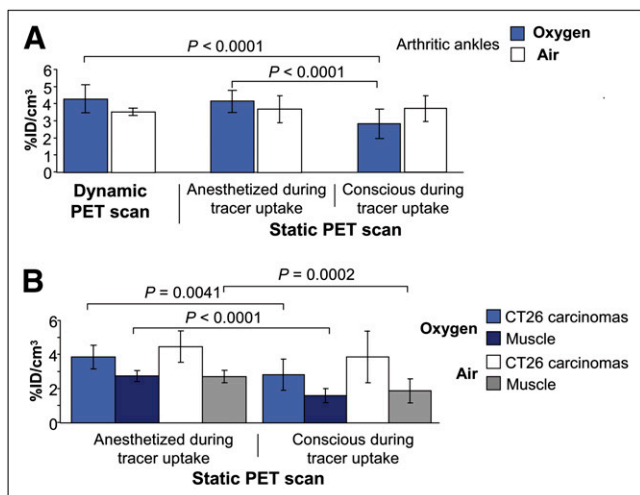 A
P < 0.0001
P < 0.0001
Arthritic ankles
Oxygen
Air
%ID/cm³
6
5
4
3
2
1
0
Dynamic
PET scan
Anesthetized during
tracer uptake
Conscious during
tracer uptake
Static PET scan
B
P = 0.0002
P = 0.0041
P < 0.0001
Oxygen
CT26 carcinomas
Muscle
Air
CT26 carcinomas
Muscle
%ID/cm³
6
4
2
0
Anesthetized during
tracer uptake
Conscious during
tracer uptake
Static PET scan